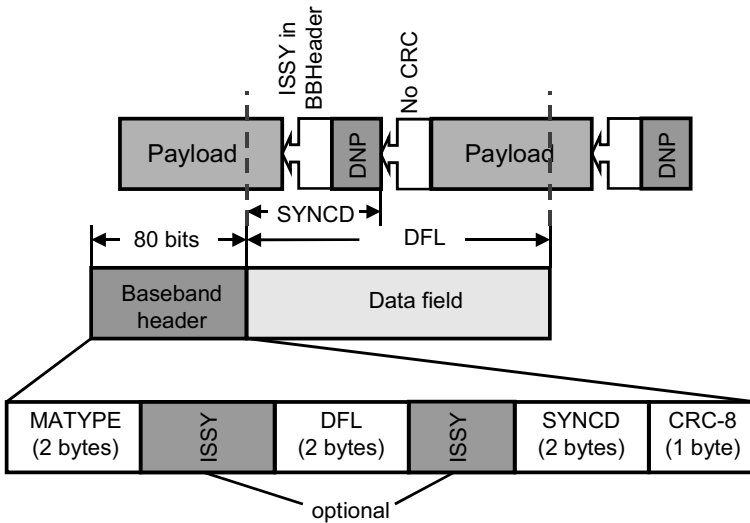 ISSY in
BBHeader
No CRC
Payload
DNP
Payload
DNP
SYNCD
80 bits
DFL
Baseband
header
Data field
MATYPE
(2 bytes)
ISSY
DFL
(2 bytes)
ISSY
SYNCD
(2 bytes)
CRC-8
(1 byte)
optional